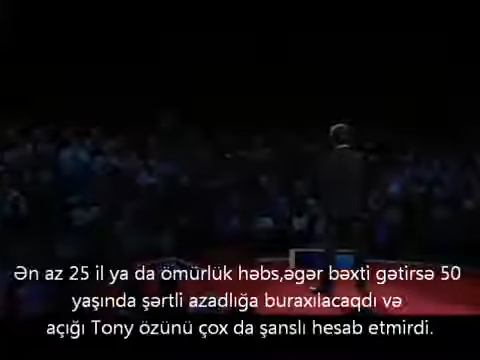 Ən az 25 il ya da ömürlük həbs,əgər bəxti gətirsə 50
yaşında şərtli azadlığa buraxılacaqdı və
açığı Tony özünü çox da şanslı hesab etmirdi.